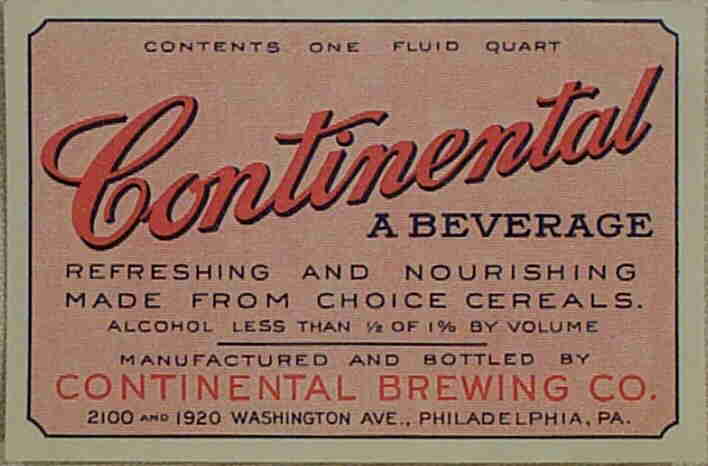 CONTENTS ONE FLUID QUART
Continental
A BEVERAGE
REFRESHING AND NOURISHING
MADE FROM CHOICE CEREALS.
ALCOHOL LESS THAN ½ OF 1% BY VOLUME
MANUFACTURED AND BOTTLED BY
CONTINENTAL BREWING CO.
2100 AND 1920 WASHINGTON AVE., PHILADELPHIA, PA.